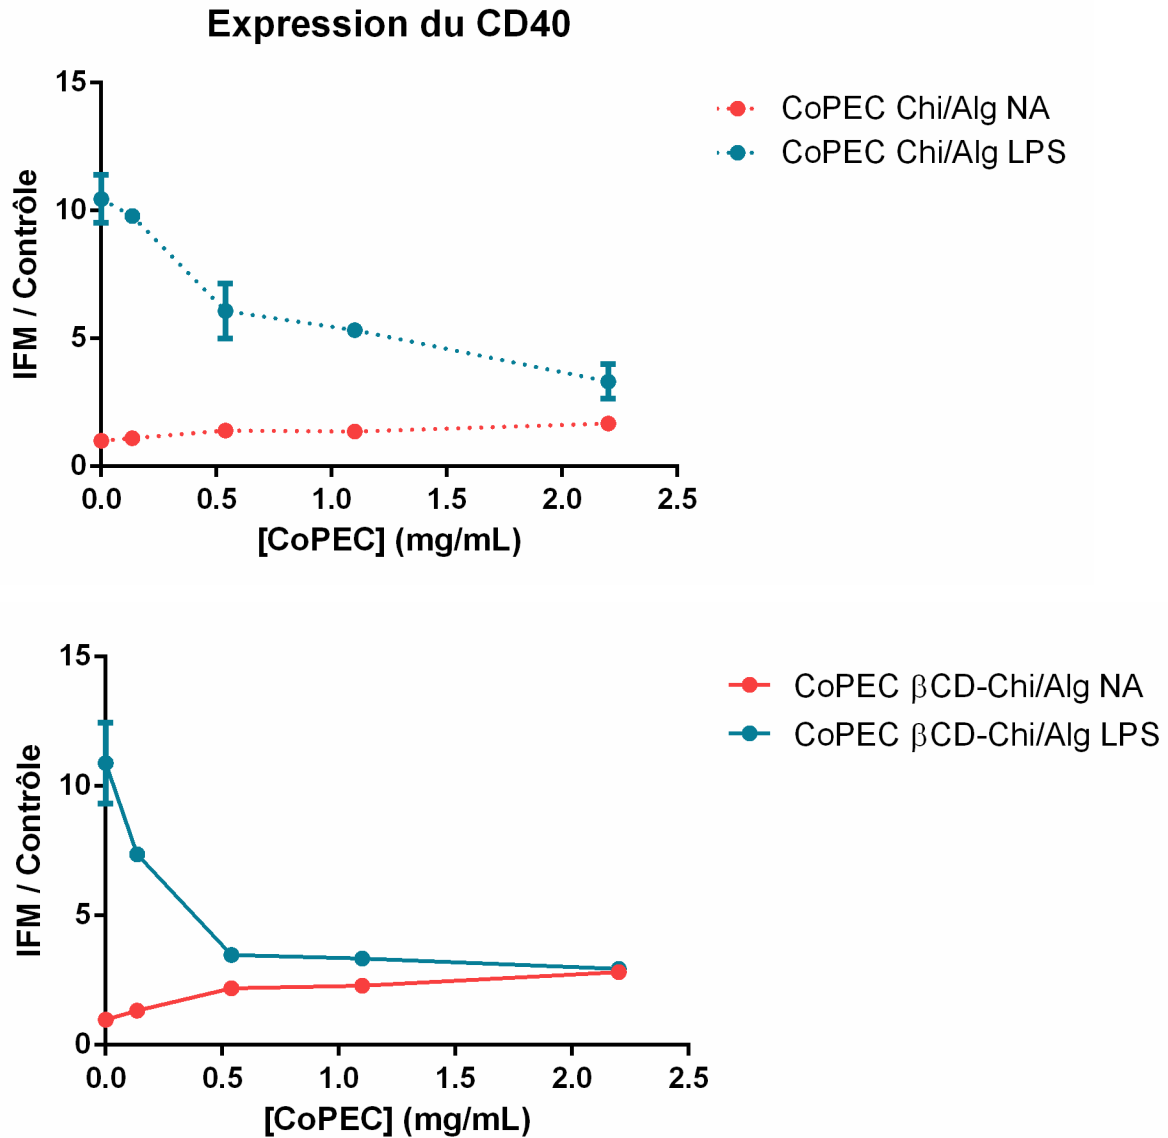 Expression du CD40
15
10
5
0
IFM / Contrôle
0.0 0.5 1.0 1.5 2.0 2.5
[CoPEC] (mg/mL)
CoPEC Chi/Alg NA
CoPEC Chi/Alg LPS
15
10
5
0
IFM / Contrôle
0.0 0.5 1.0 1.5 2.0 2.5
[CoPEC] (mg/mL)
CoPEC βCD-Chi/Alg NA
CoPEC βCD-Chi/Alg LPS